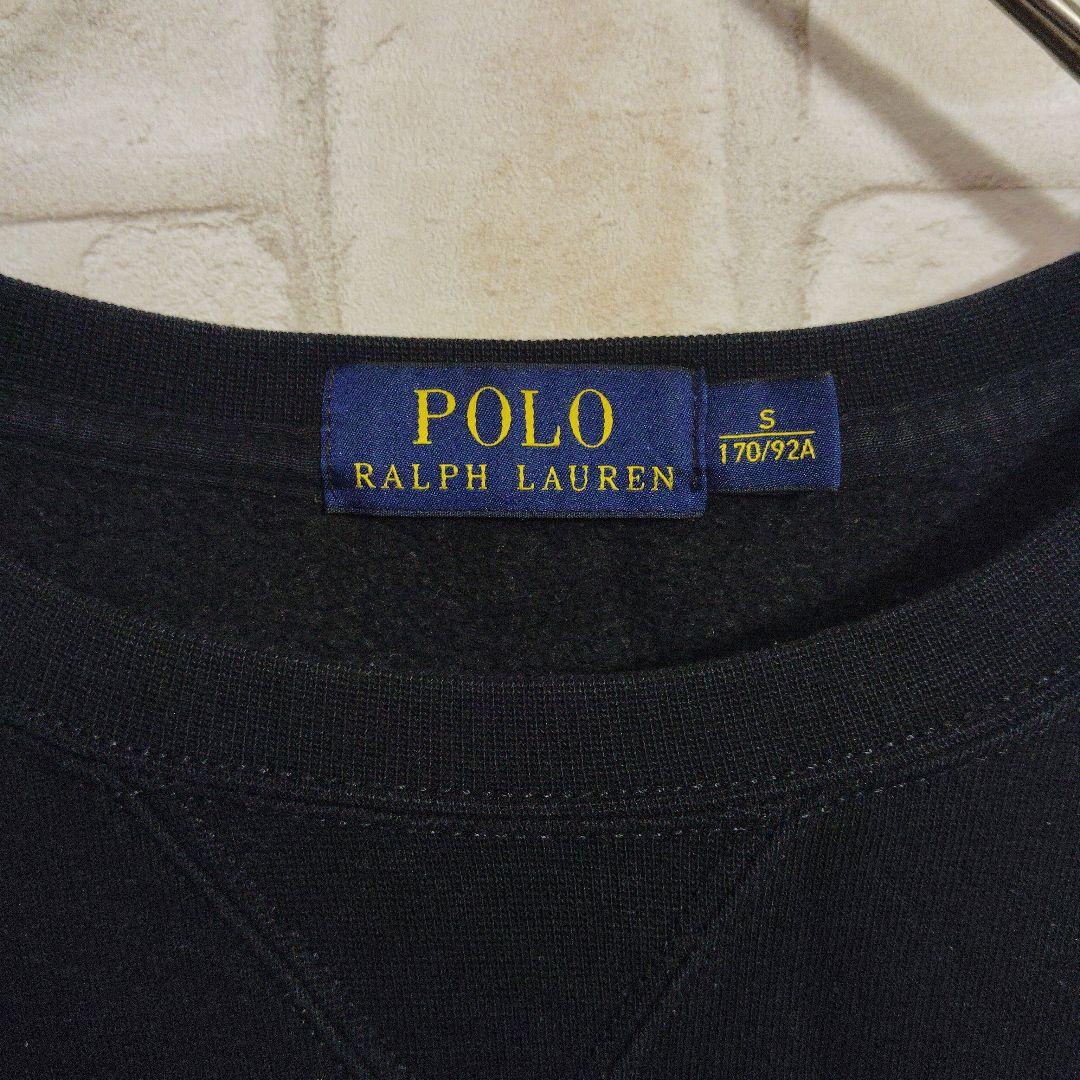 POLO
RALPH LAUREN
S
170/92A